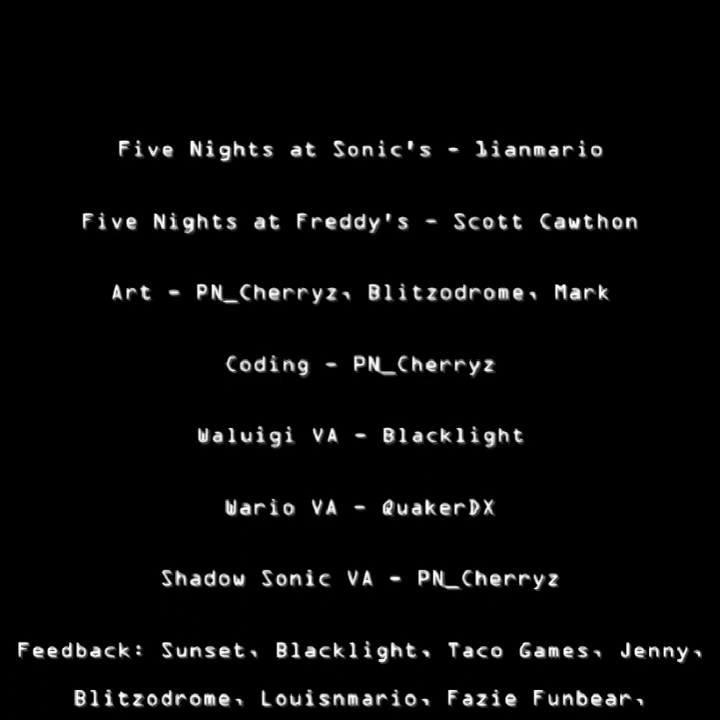 Five Nights at Sonic's - lianmario
Five Nights at Freddy's - Scott Cawthon
Art - PN_Cherryz, Blitzodrome, Mark
Coding - PN_Cherryz
Waluigi VA - Blacklight
Wario VA - QuakerDX
Shadow Sonic VA - PN_Cherryz
Feedback: Sunset, Blacklight, Taco Games, Jenny,
Blitzodrome, Louisnmario, Fazie Funbear,